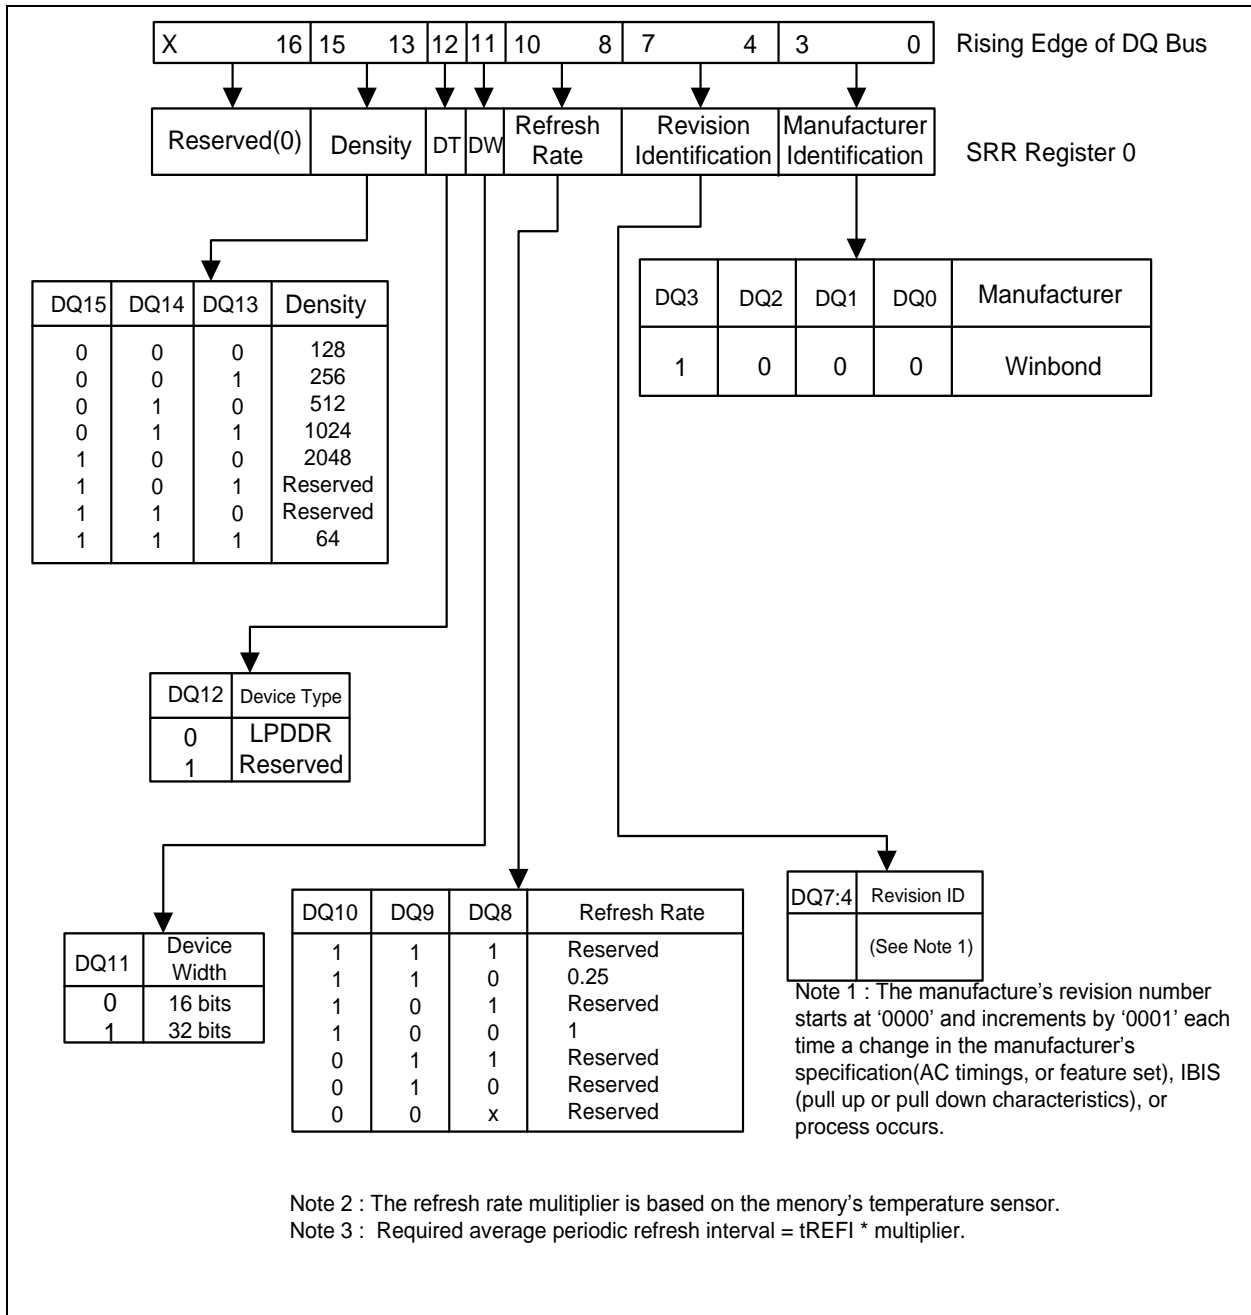 X 16 15 13 12 11 10 8 7 4 3 0 Rising Edge of DQ Bus
Reserved(0) Density DT DW Refresh Rate Revision Identification Manufacturer Identification SRR Register 0
DQ15 DQ14 DQ13 Density
0 0 0 128
0 0 1 256
0 1 0 512
0 1 1 1024
1 0 0 2048
1 0 1 Reserved
1 1 0 Reserved
1 1 1 64
DQ3 DQ2 DQ1 DQ0 Manufacturer
1 0 0 0 Winbond
DQ12 Device Type
0 LPDDR
1 Reserved
DQ11 Device Width
0 16 bits
1 32 bits
DQ10 DQ9 DQ8 Refresh Rate
1 1 1 Reserved
1 1 0 0.25
1 0 1 Reserved
1 0 0 1
0 1 1 Reserved
0 1 0 Reserved
0 0 x Reserved
DQ7:4 Revision ID
(See Note 1)
Note 1 : The manufacture's revision number
starts at ‘0000’ and increments by ‘0001’ each
time a change in the manufacturer's
specification(AC timings, or feature set), IBIS
(pull up or pull down characteristics), or
process occurs.
Note 2 : The refresh rate mulitiplier is based on the menory's temperature sensor.
Note 3 : Required average periodic refresh interval = tREFI * multiplier.